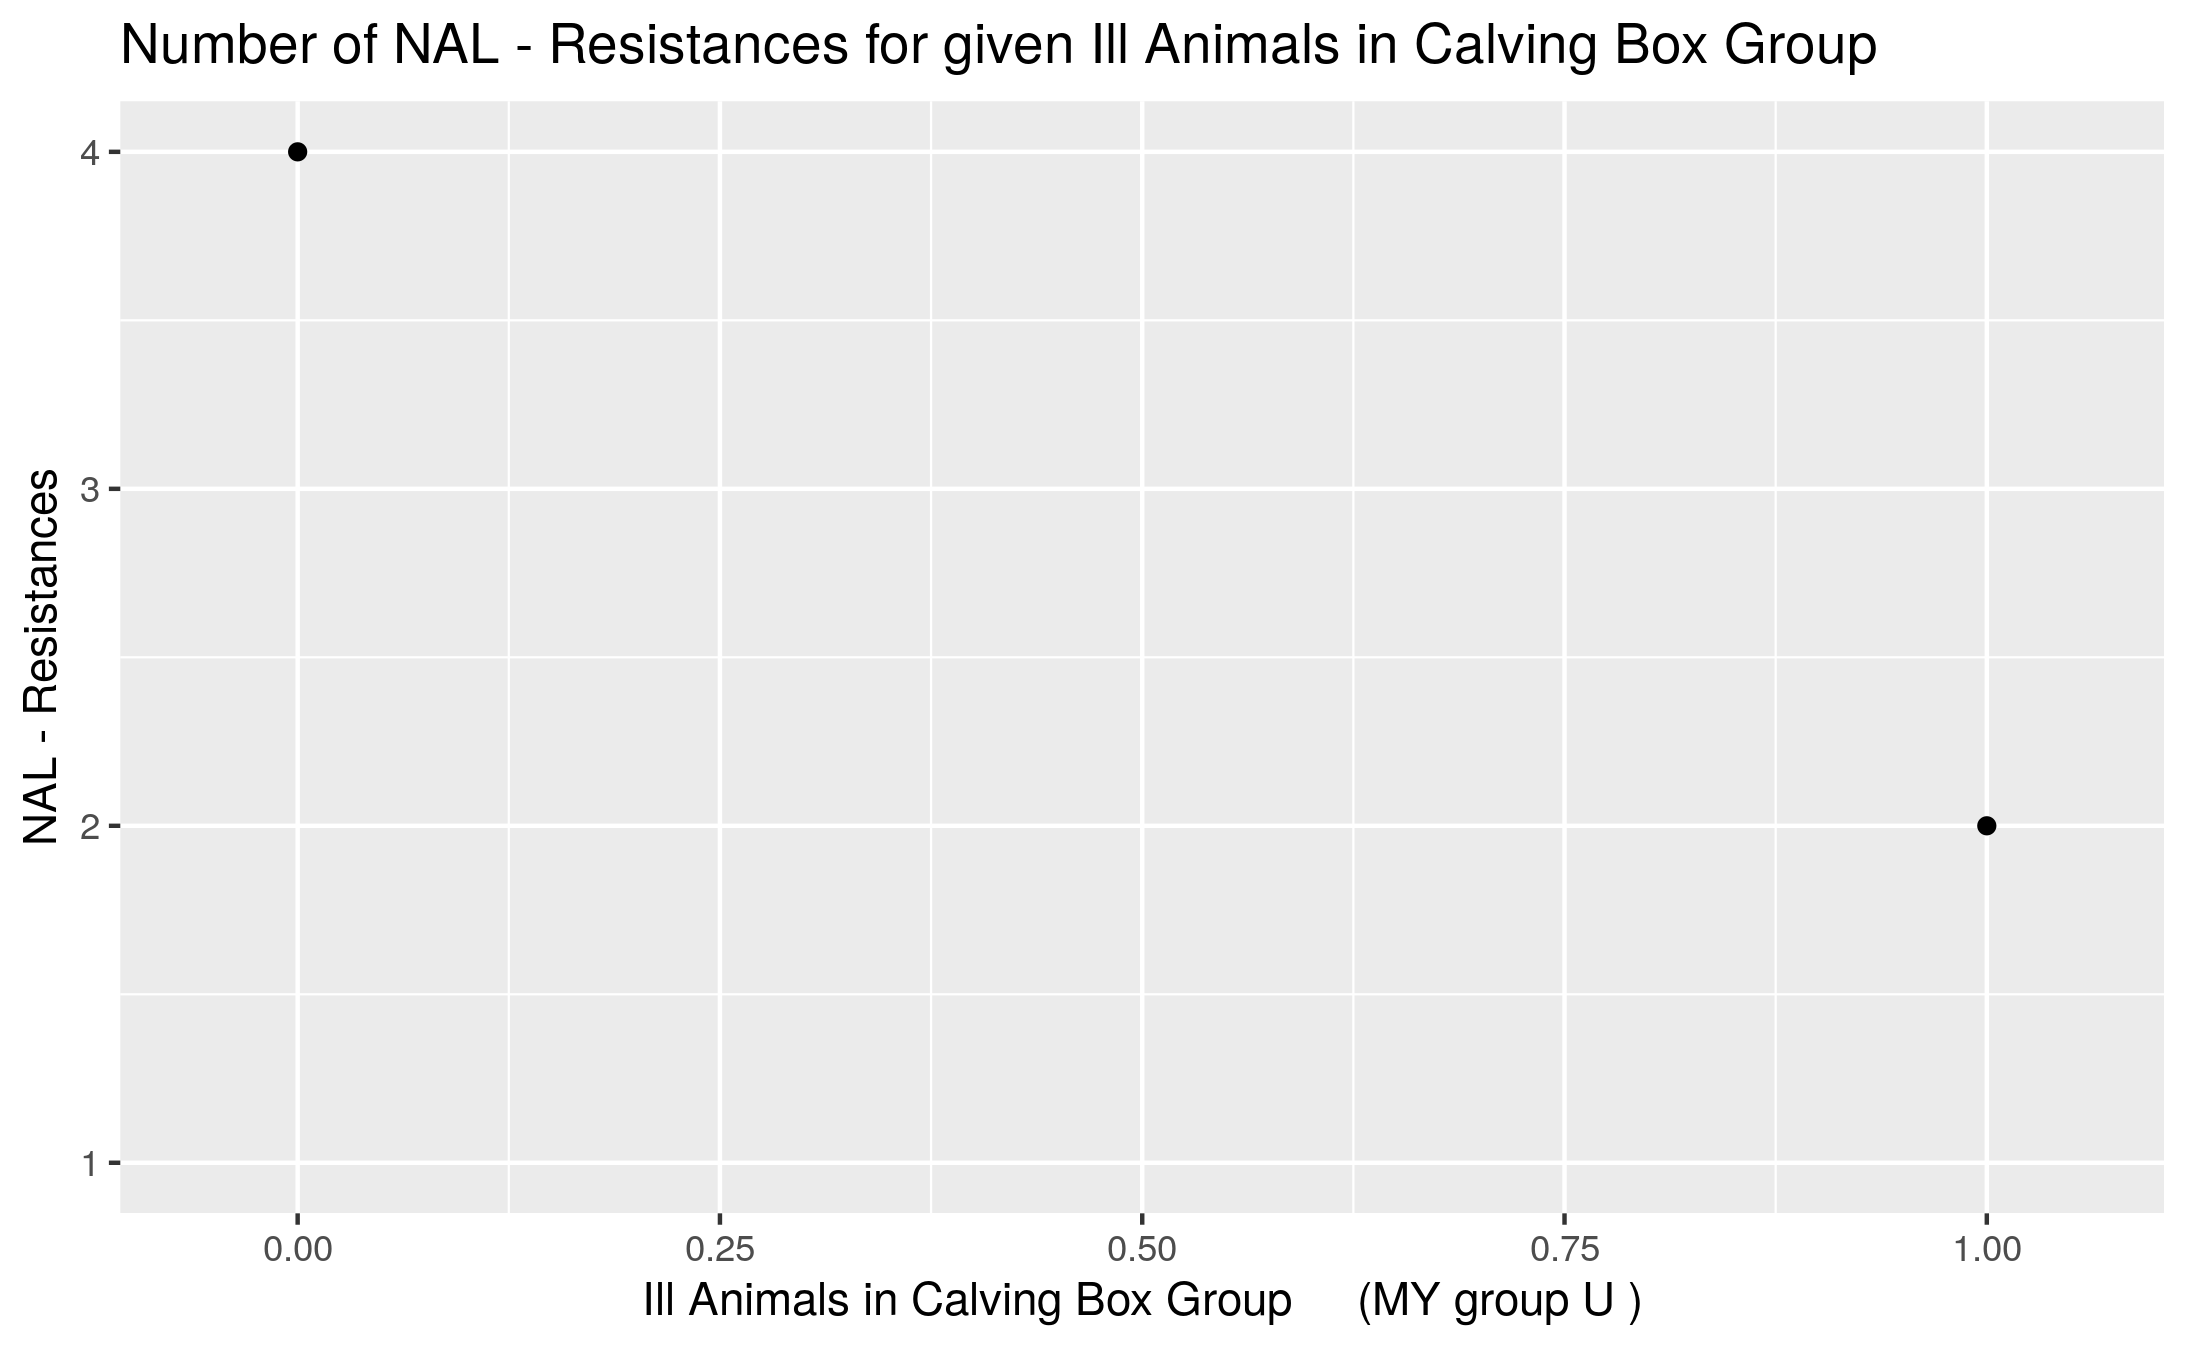 Number of NAL - Resistances for given Ill Animals in Calving Box Group
NAL - Resistances
4
3
2
1
0.00 0.25 0.50 0.75 1.00
Ill Animals in Calving Box Group (MY group U )